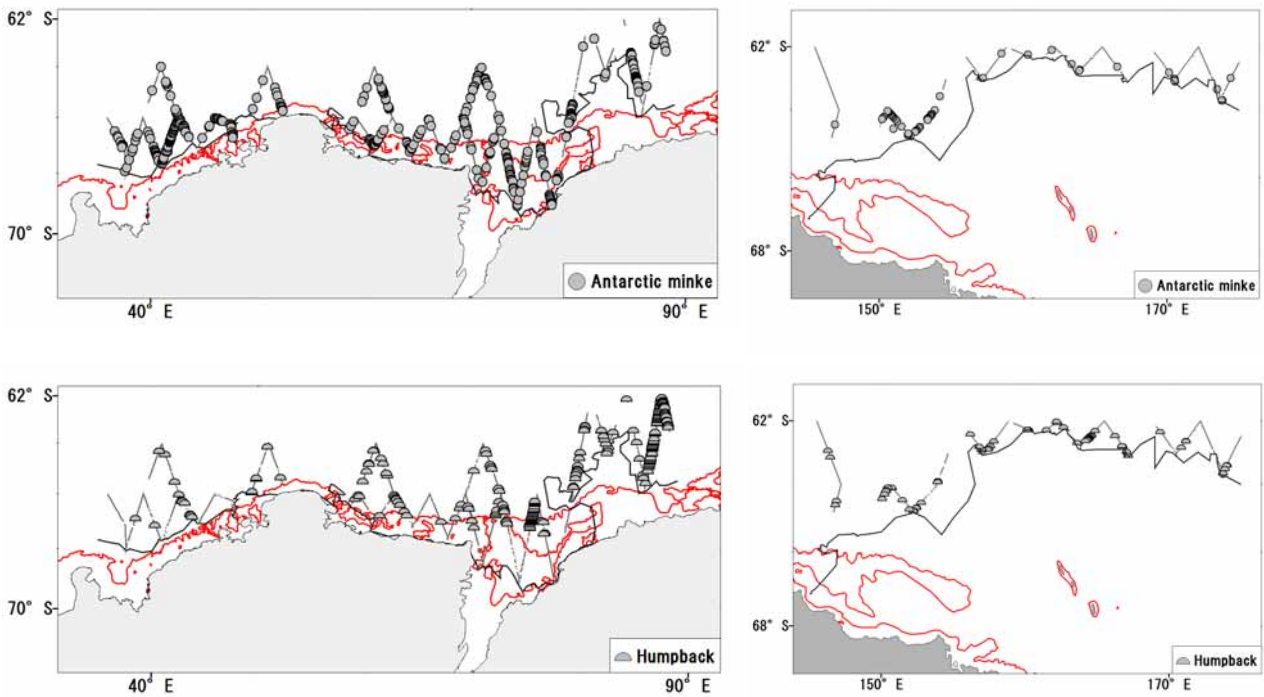 62° S
70° S
Antarctic minke
40° E
90° E
62° S
68° S
Antarctic minke
150° E
170° E
62° S
70° S
Humpback
40° E
90° E
62° S
68° S
Humpback
150° E
170° E